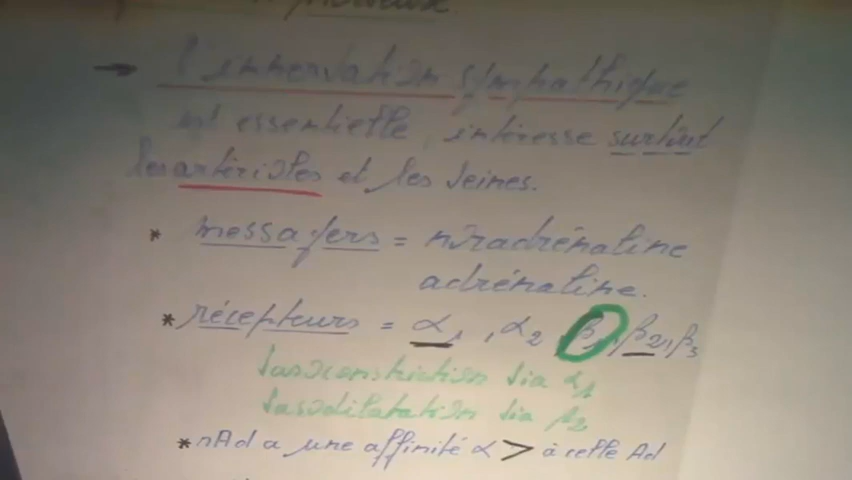 → l'innervation sympathique
est essentielle, intéresse surtout
les artérioles et les veines.
* messagers = noradrénaline
adrénaline.
* récepteurs = α1, α2 β1, β2, β3
vasoconstriction via α1
vasodilatation via β2
* nAd a une affinité α > à celle Ad